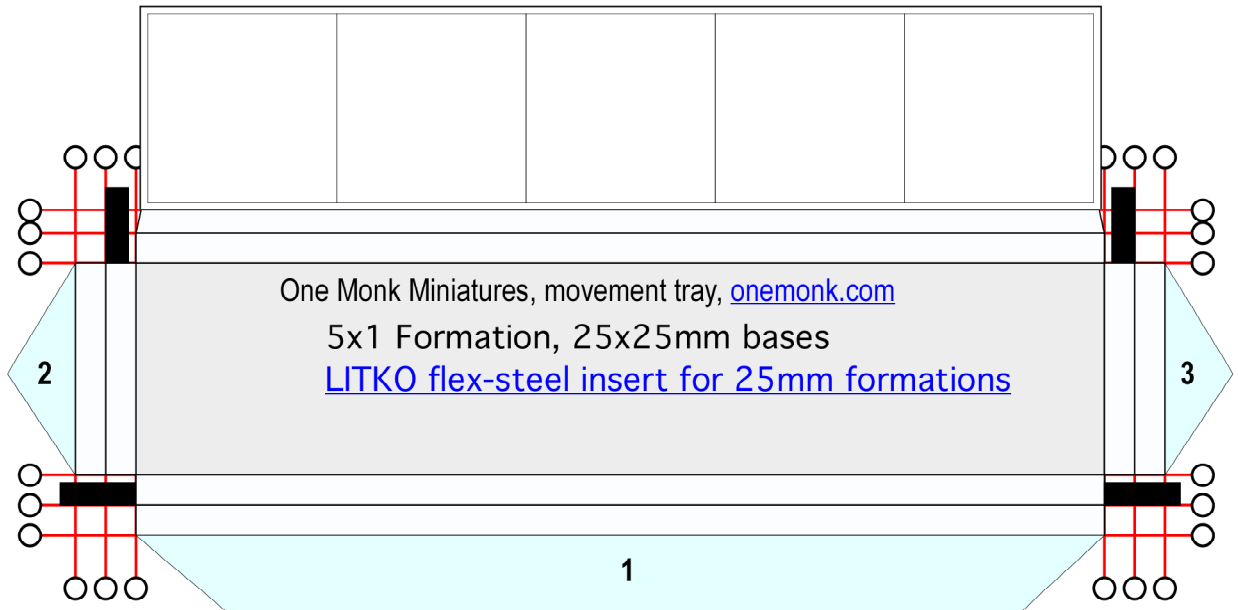 One Monk Miniatures, movement tray, onemonk.com
5x1 Formation, 25x25mm bases
LITKO flex-steel insert for 25mm formations
2
3
1